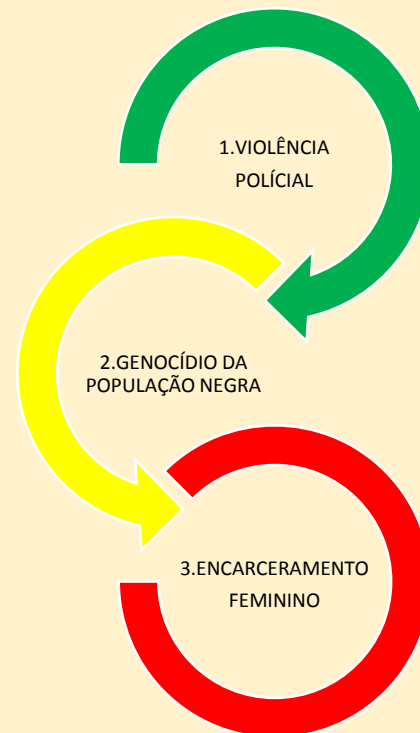 1.VIOLÊNCIA
POLÍCIAL
2.GENOCÍDIO DA
POPULAÇÃO NEGRA
3.ENCARCERAMENTO
FEMININO